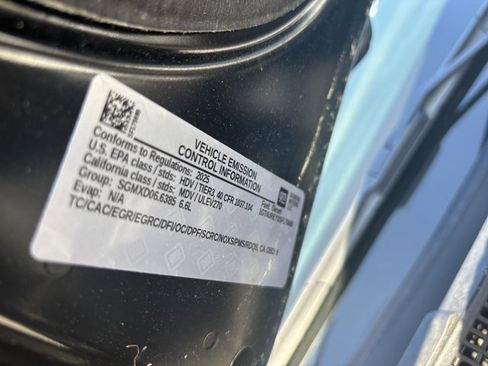 VEHICLE EMISSION
CONTROL INFORMATION
Conforms to Regulations: 2025
U.S. EPA class / stds: HDV / TIER3, 40 CFR 1037.104
California class / stds: MDV / ULEV270
Group: SGMXD06.6385 6.6L
Evap: N/A
Fuel: Diesel
TC/CAC/EGR/EGRC/DFI/OC/DPF/SCRC/NOXS/PMS/RDQS, CA OBD II